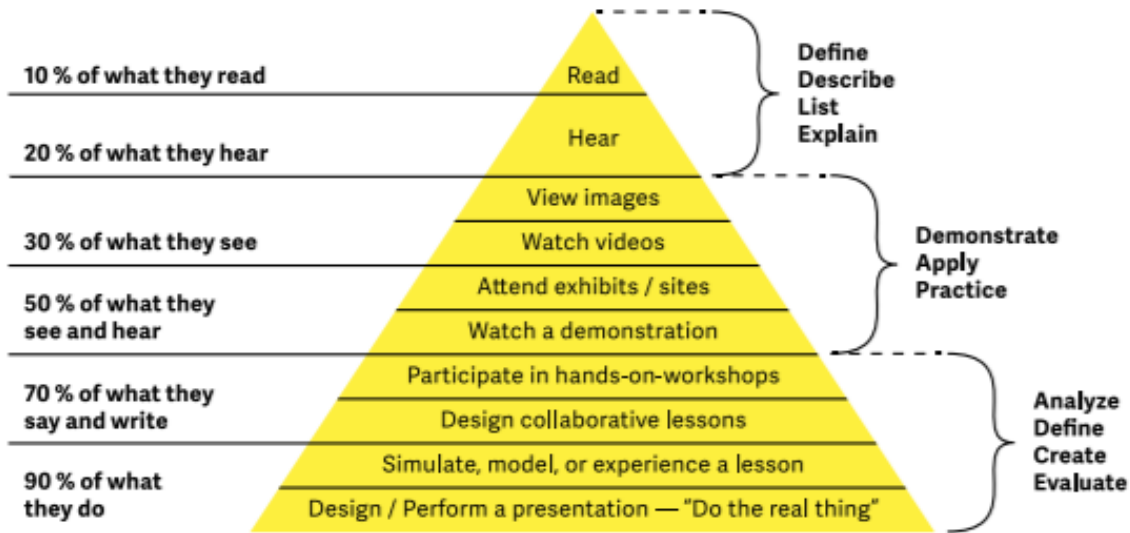 10 % of what they read
20 % of what they hear
30 % of what they see
50 % of what they
see and hear
70 % of what they
say and write
90 % of what
they do
Read
Hear
View images
Watch videos
Attend exhibits / sites
Watch a demonstration
Participate in hands-on-workshops
Design collaborative lessons
Simulate, model, or experience a lesson
Design / Perform a presentation — "Do the real thing"
Define
Describe
List
Explain
Demonstrate
Apply
Practice
Analyze
Define
Create
Evaluate